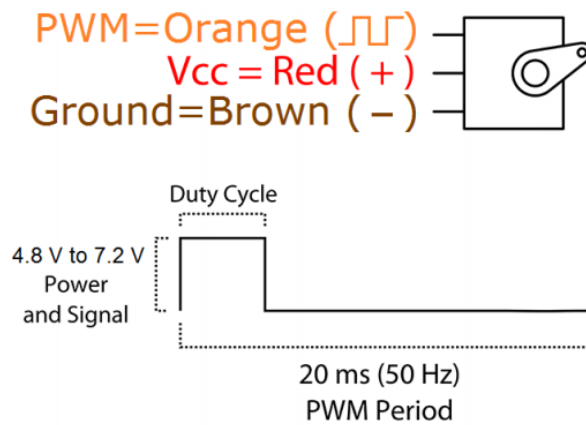 PWM=Orange (⎍⎍)
Vcc = Red ( + )
Ground=Brown ( − )
Duty Cycle
4.8 V to 7.2 V
Power
and Signal
20 ms (50 Hz)
PWM Period